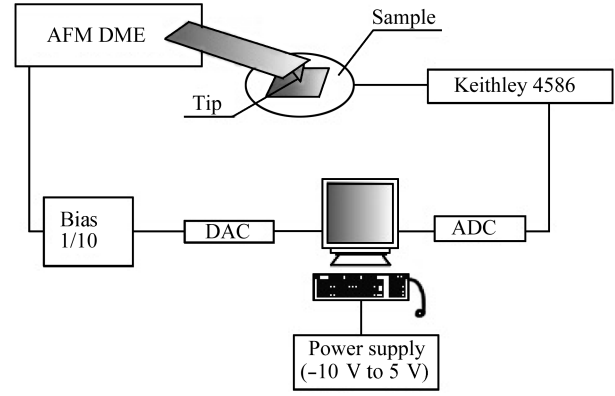 AFM DME
Sample
Keithley 4586
Tip
Bias
1/10
DAC
ADC
Power supply
(–10 V to 5 V)